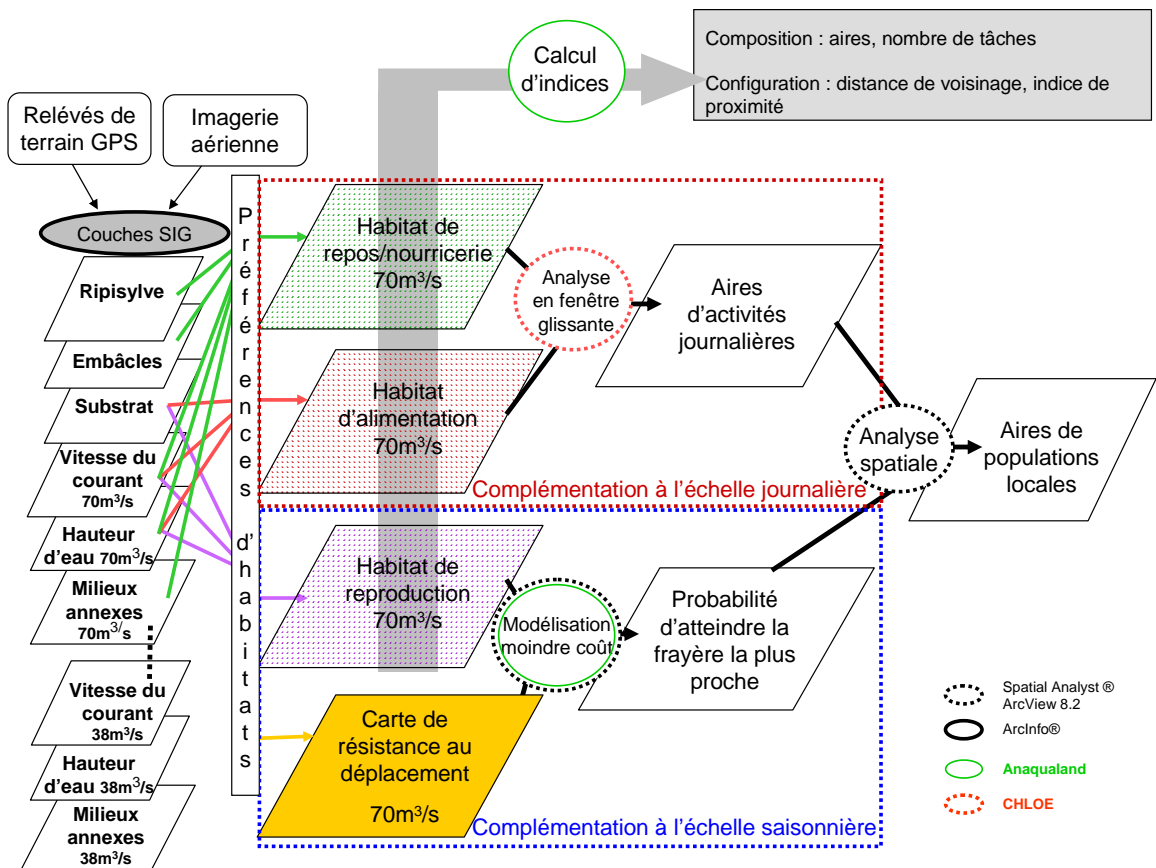 Calcul
d'indices
Composition : aires, nombre de tâches
Configuration : distance de voisinage, indice de
proximité
Relévés de
terrain GPS
Imagerie
aérienne
Couches SIG
Ripisylve
Embâcles
Substrat
Vitesse du
courant
70m³/s
Hauteur
d'eau 70m³/s
Milieux
annexes
70m³/s
Vitesse du
courant
38m³/s
Hauteur
d'eau 38m³/s
Milieux
annexes
38m³/s
Préférences d'habitats
Habitat de
repos/nourricerie
70m³/s
Analyse
en fenêtre
glissante
Aires
d'activités
journalières
Habitat
d'alimentation
70m³/s
Complémentation à l'échelle journalière
Analyse
spatiale
Aires de
populations
locales
Habitat de
reproduction
70m³/s
Modélisation
moindre coût
Probabilité
d'atteindre la
frayère la plus
proche
Carte de
résistance au
déplacement
70m³/s
Complémentation à l'échelle saisonnière
Spatial Analyst ®
ArcView 8.2
ArcInfo®
Anaqualand
CHLOE